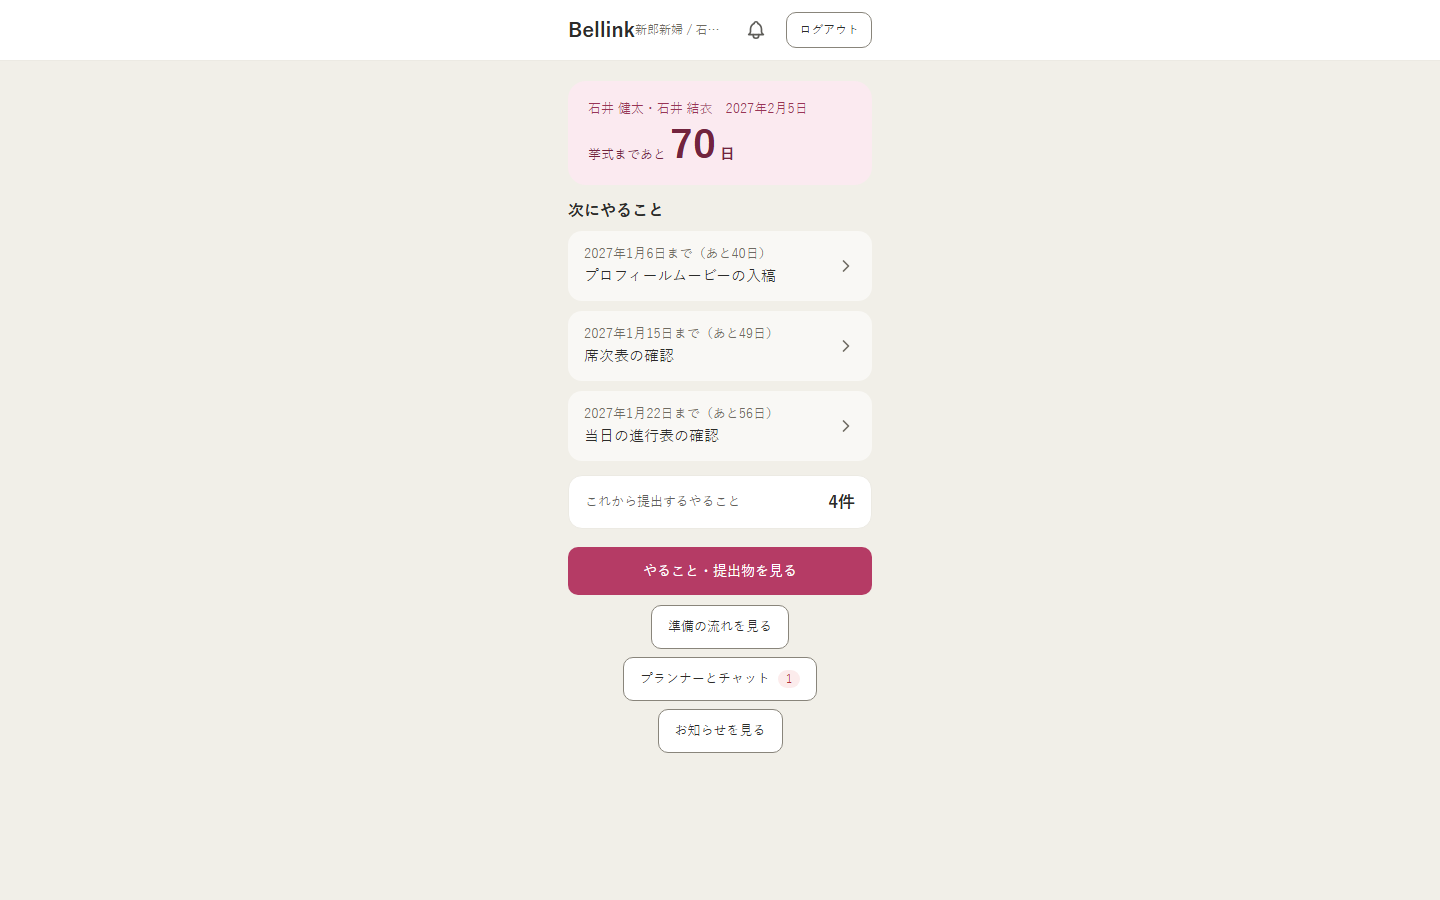 Bellink新郎新婦 / 石…
ログアウト
石井 健太・石井 結衣　2027年2月5日
挙式まであと 70 日
次にやること
2027年1月6日まで（あと40日）
プロフィールムービーの入稿
2027年1月15日まで（あと49日）
席次表の確認
2027年1月22日まで（あと56日）
当日の進行表の確認
これから提出するやること 4件
やること・提出物を見る
準備の流れを見る
プランナーとチャット 1
お知らせを見る